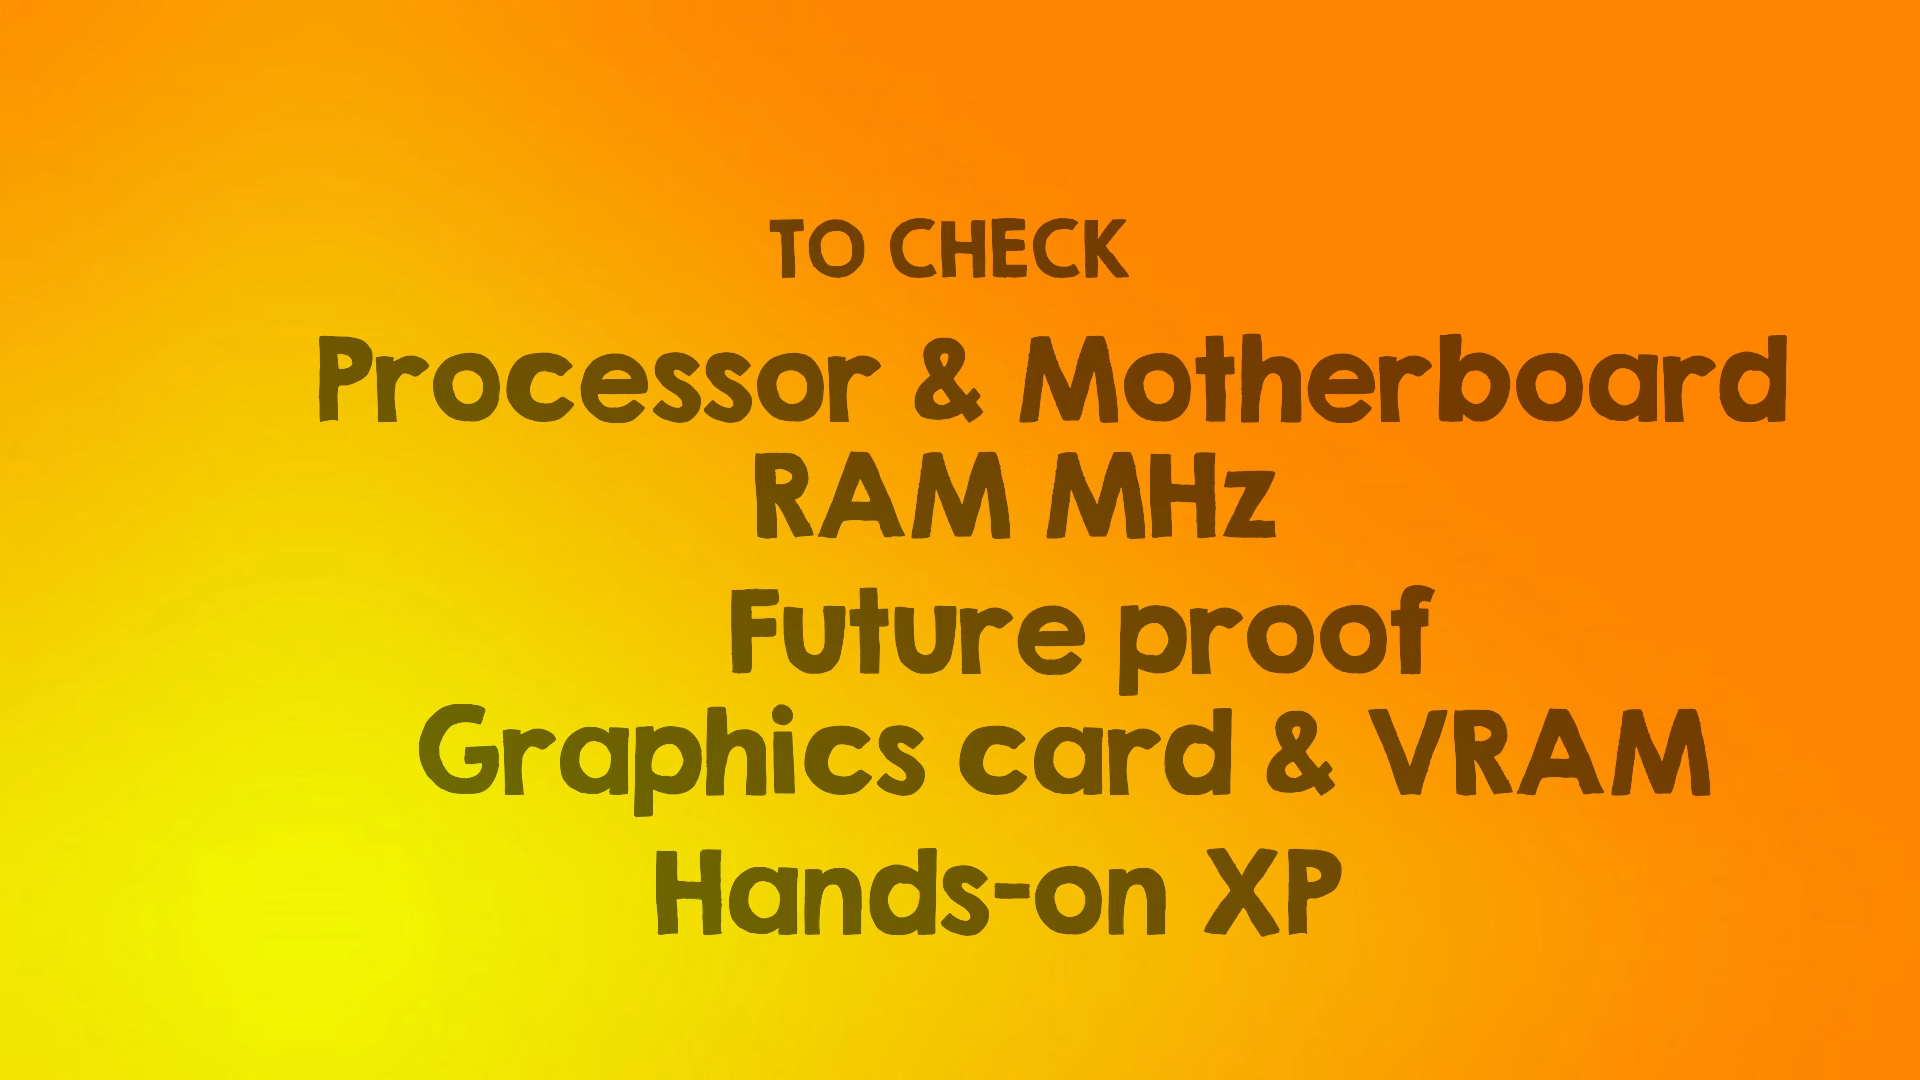 TO CHECK
Processor & Motherboard
RAM MHz
Future proof
Graphics card & VRAM
Hands-on XP